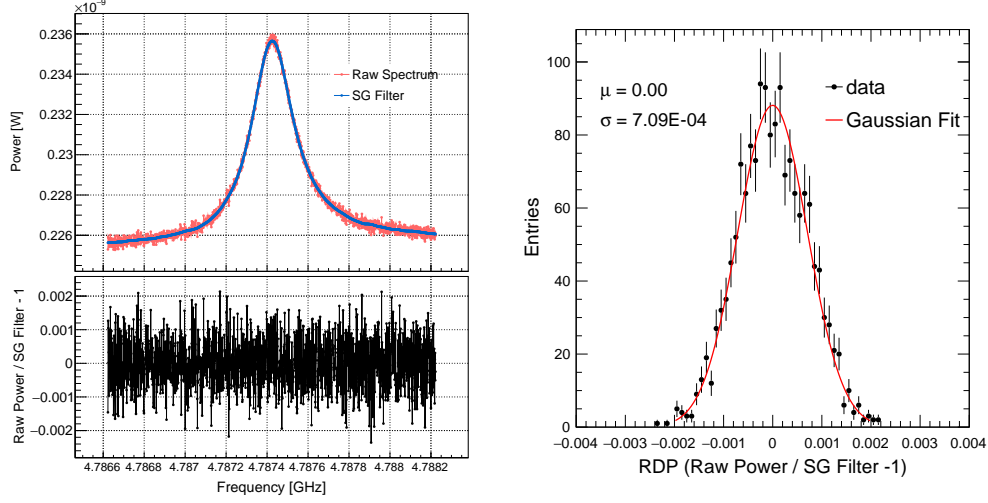 ×10⁻⁹
0.236
0.234
0.232
0.23
0.228
0.226
Power [W]
Raw Spectrum
SG Filter
0.002
0.001
0
−0.001
−0.002
Raw Power / SG Filter - 1
4.7866 4.7868 4.787 4.7872 4.7874 4.7876 4.7878 4.788 4.7882
Frequency [GHz]
100
80
60
40
20
0
Entries
μ = 0.00
σ = 7.09E-04
data
Gaussian Fit
−0.004 −0.003 −0.002 −0.001 0 0.001 0.002 0.003 0.004
RDP (Raw Power / SG Filter -1)